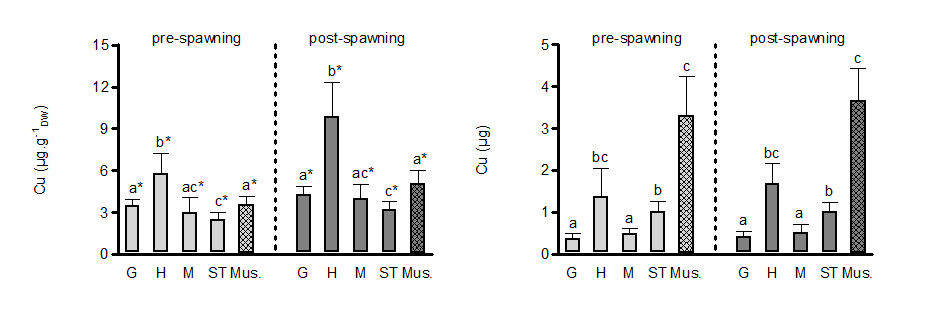 pre-spawning post-spawning
15
12
9
6
3
0
Cu (µg.g⁻¹DW)
a* b* ac* c* a*
a* b* ac* c* a*
G H M ST Mus.
G H M ST Mus.
pre-spawning post-spawning
5
4
3
2
1
0
Cu (µg)
a bc a b c
a bc a b c
G H M ST Mus.
G H M ST Mus.